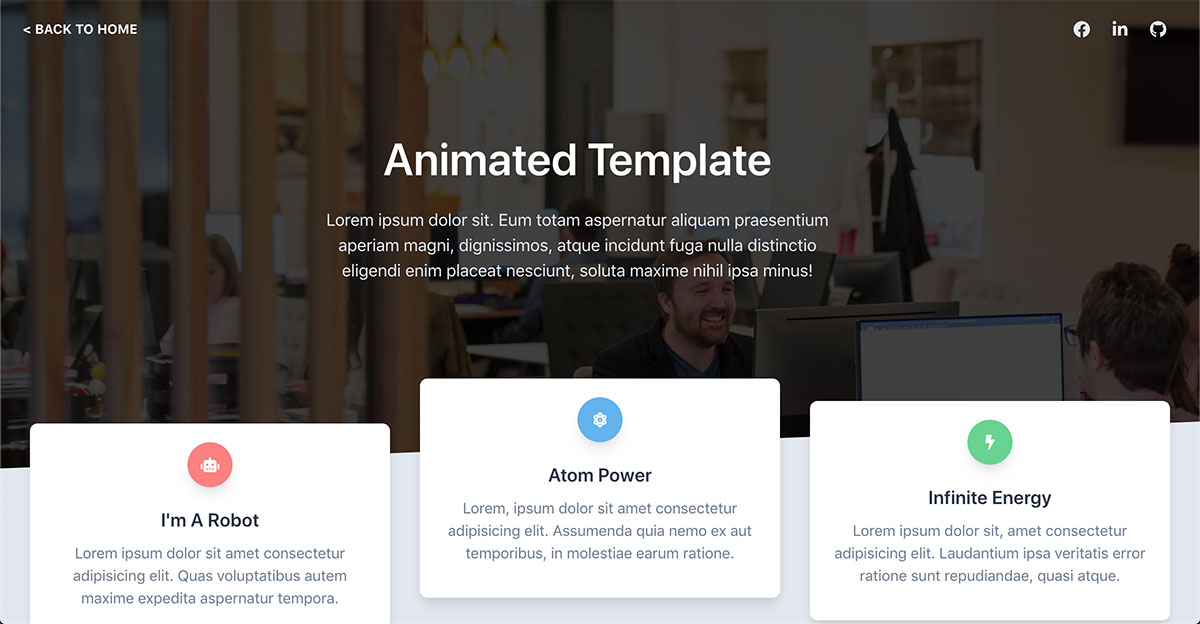 < BACK TO HOME
Animated Template
Lorem ipsum dolor sit. Eum totam aspernatur aliquam praesentium
aperiam magni, dignissimos, atque incidunt fuga nulla distinctio
eligendi enim placeat nesciunt, soluta maxime nihil ipsa minus!
I'm A Robot
Lorem ipsum dolor sit amet consectetur
adipisicing elit. Quas voluptatibus autem
maxime expedita aspernatur tempora.
Atom Power
Lorem, ipsum dolor sit amet consectetur
adipisicing elit. Assumenda quia nemo ex aut
temporibus, in molestiae earum ratione.
Infinite Energy
Lorem ipsum dolor sit, amet consectetur
adipisicing elit. Laudantium ipsa veritatis error
ratione sunt repudiandae, quasi atque.